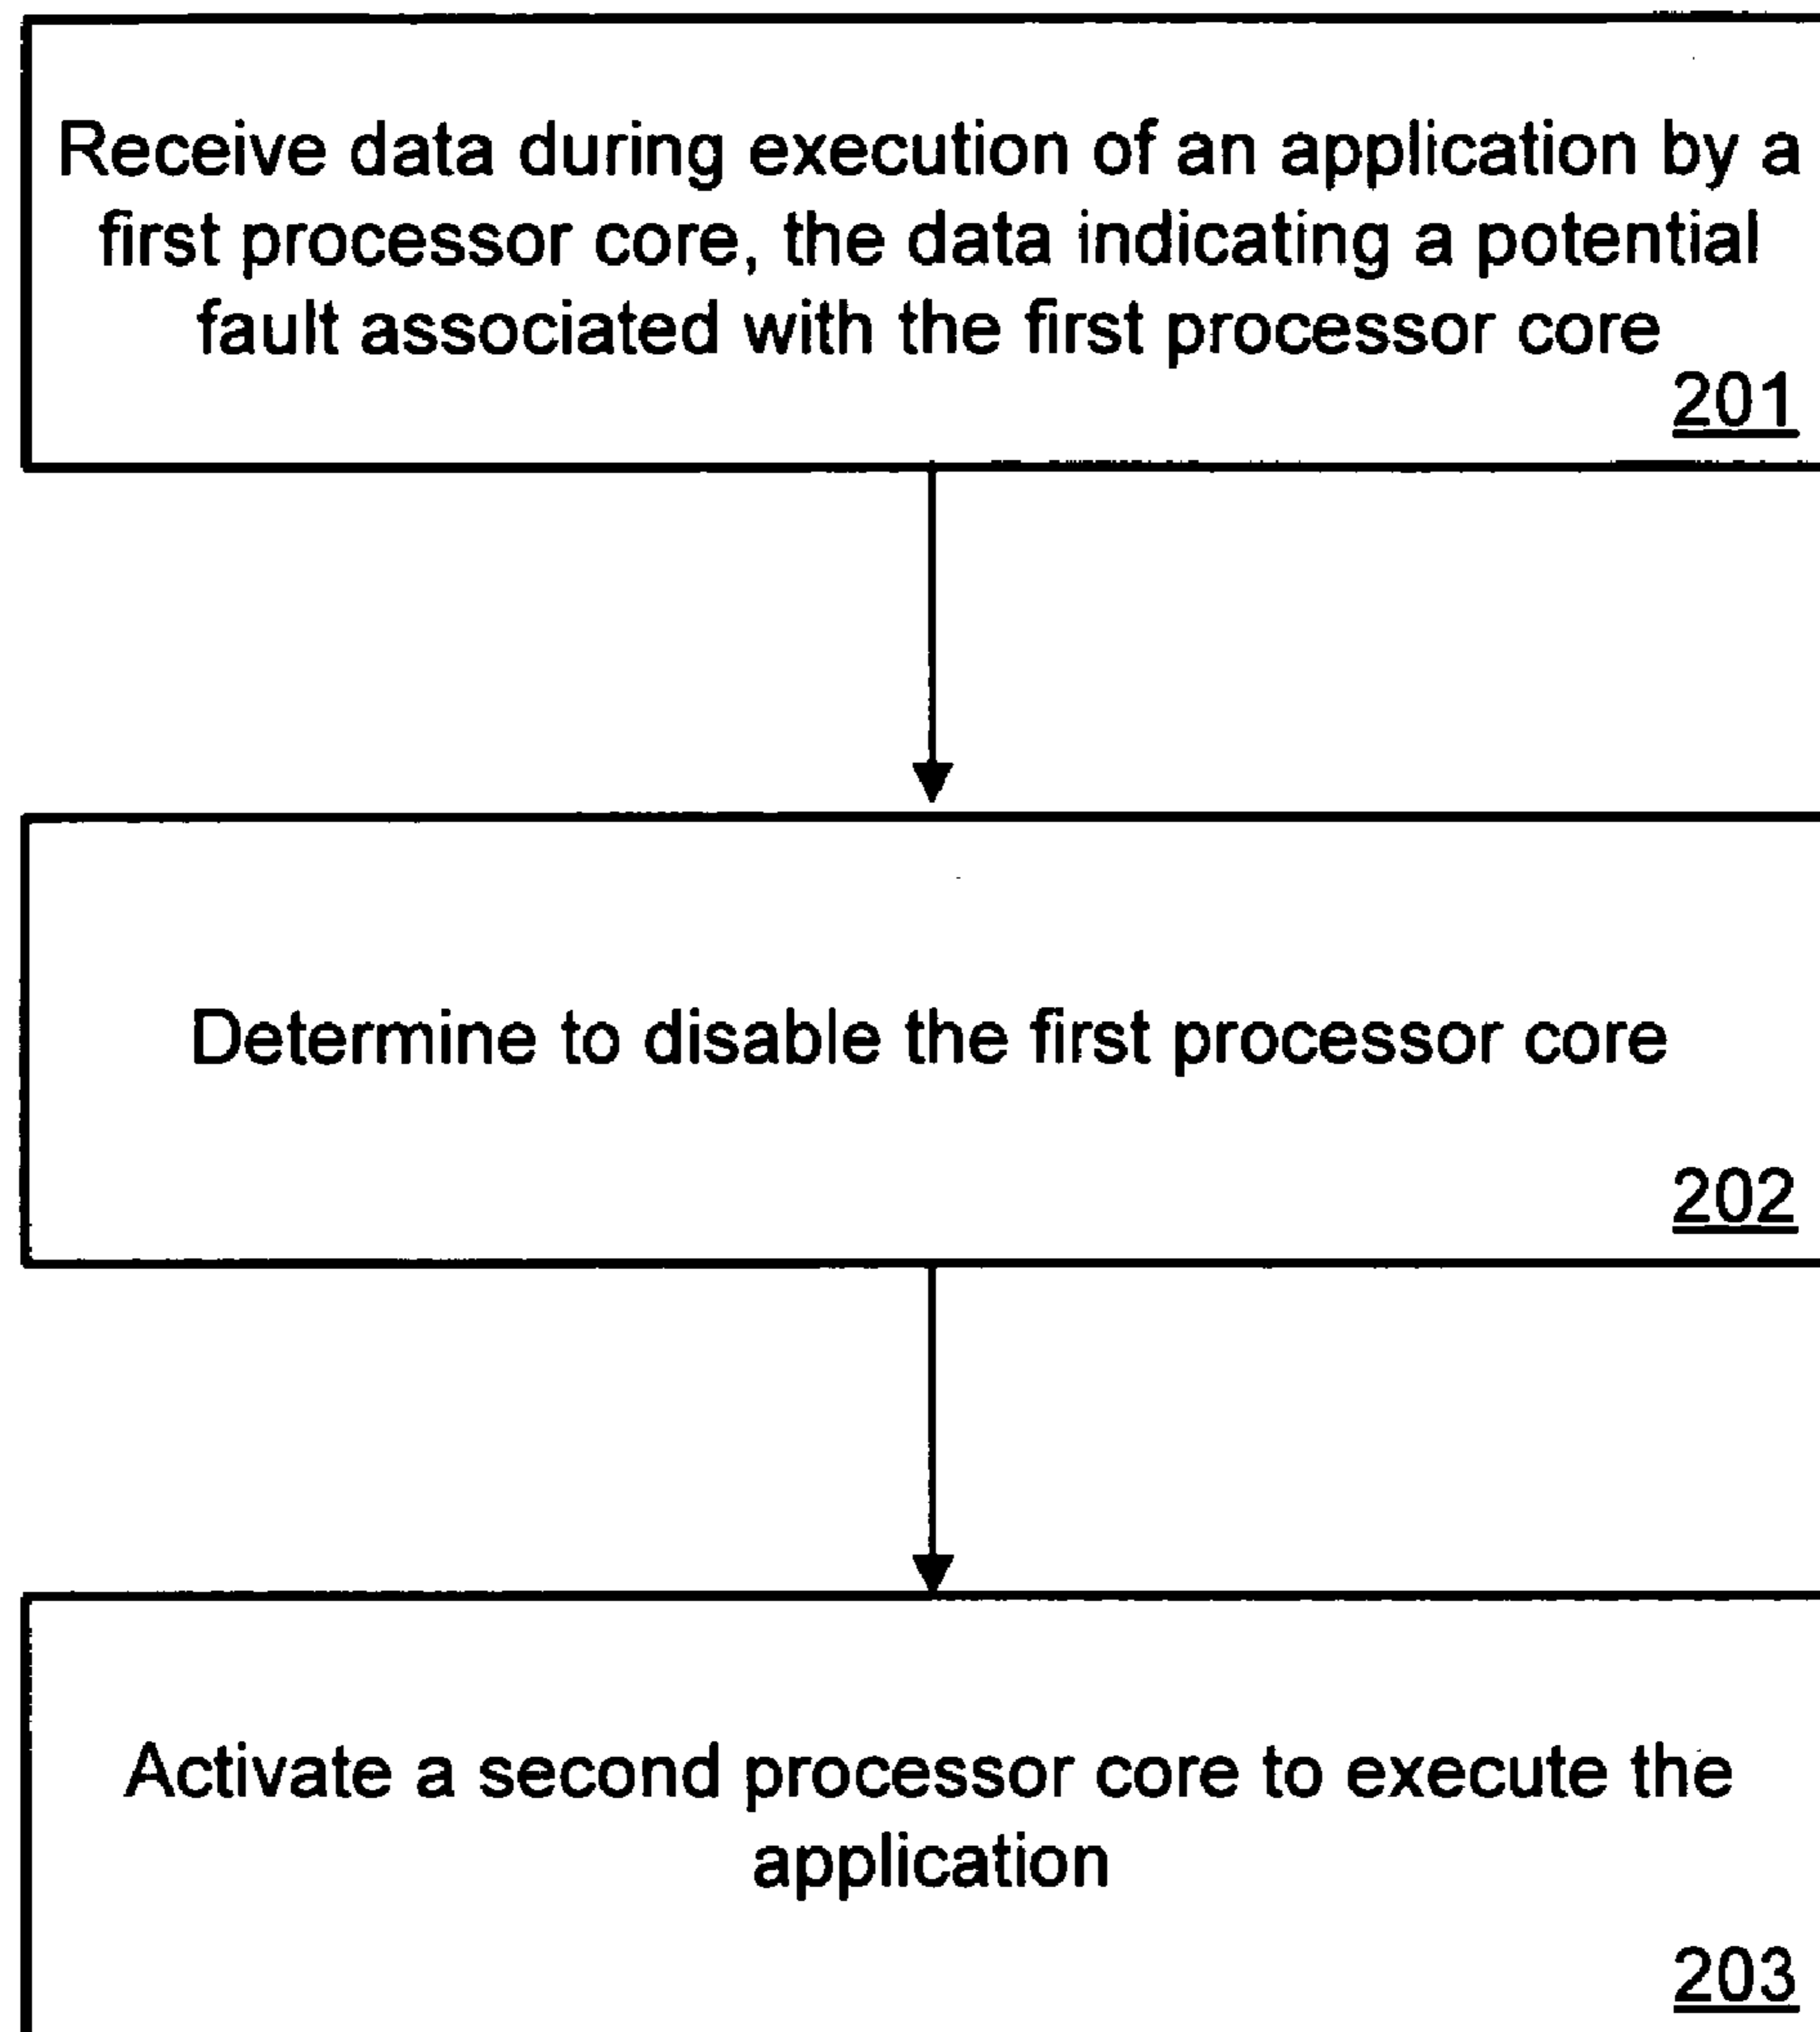 Receive data during execution of an application by a
first processor core, the data indicating a potential
fault associated with the first processor core
201
Determine to disable the first processor core
202
Activate a second processor core to execute the
application
203